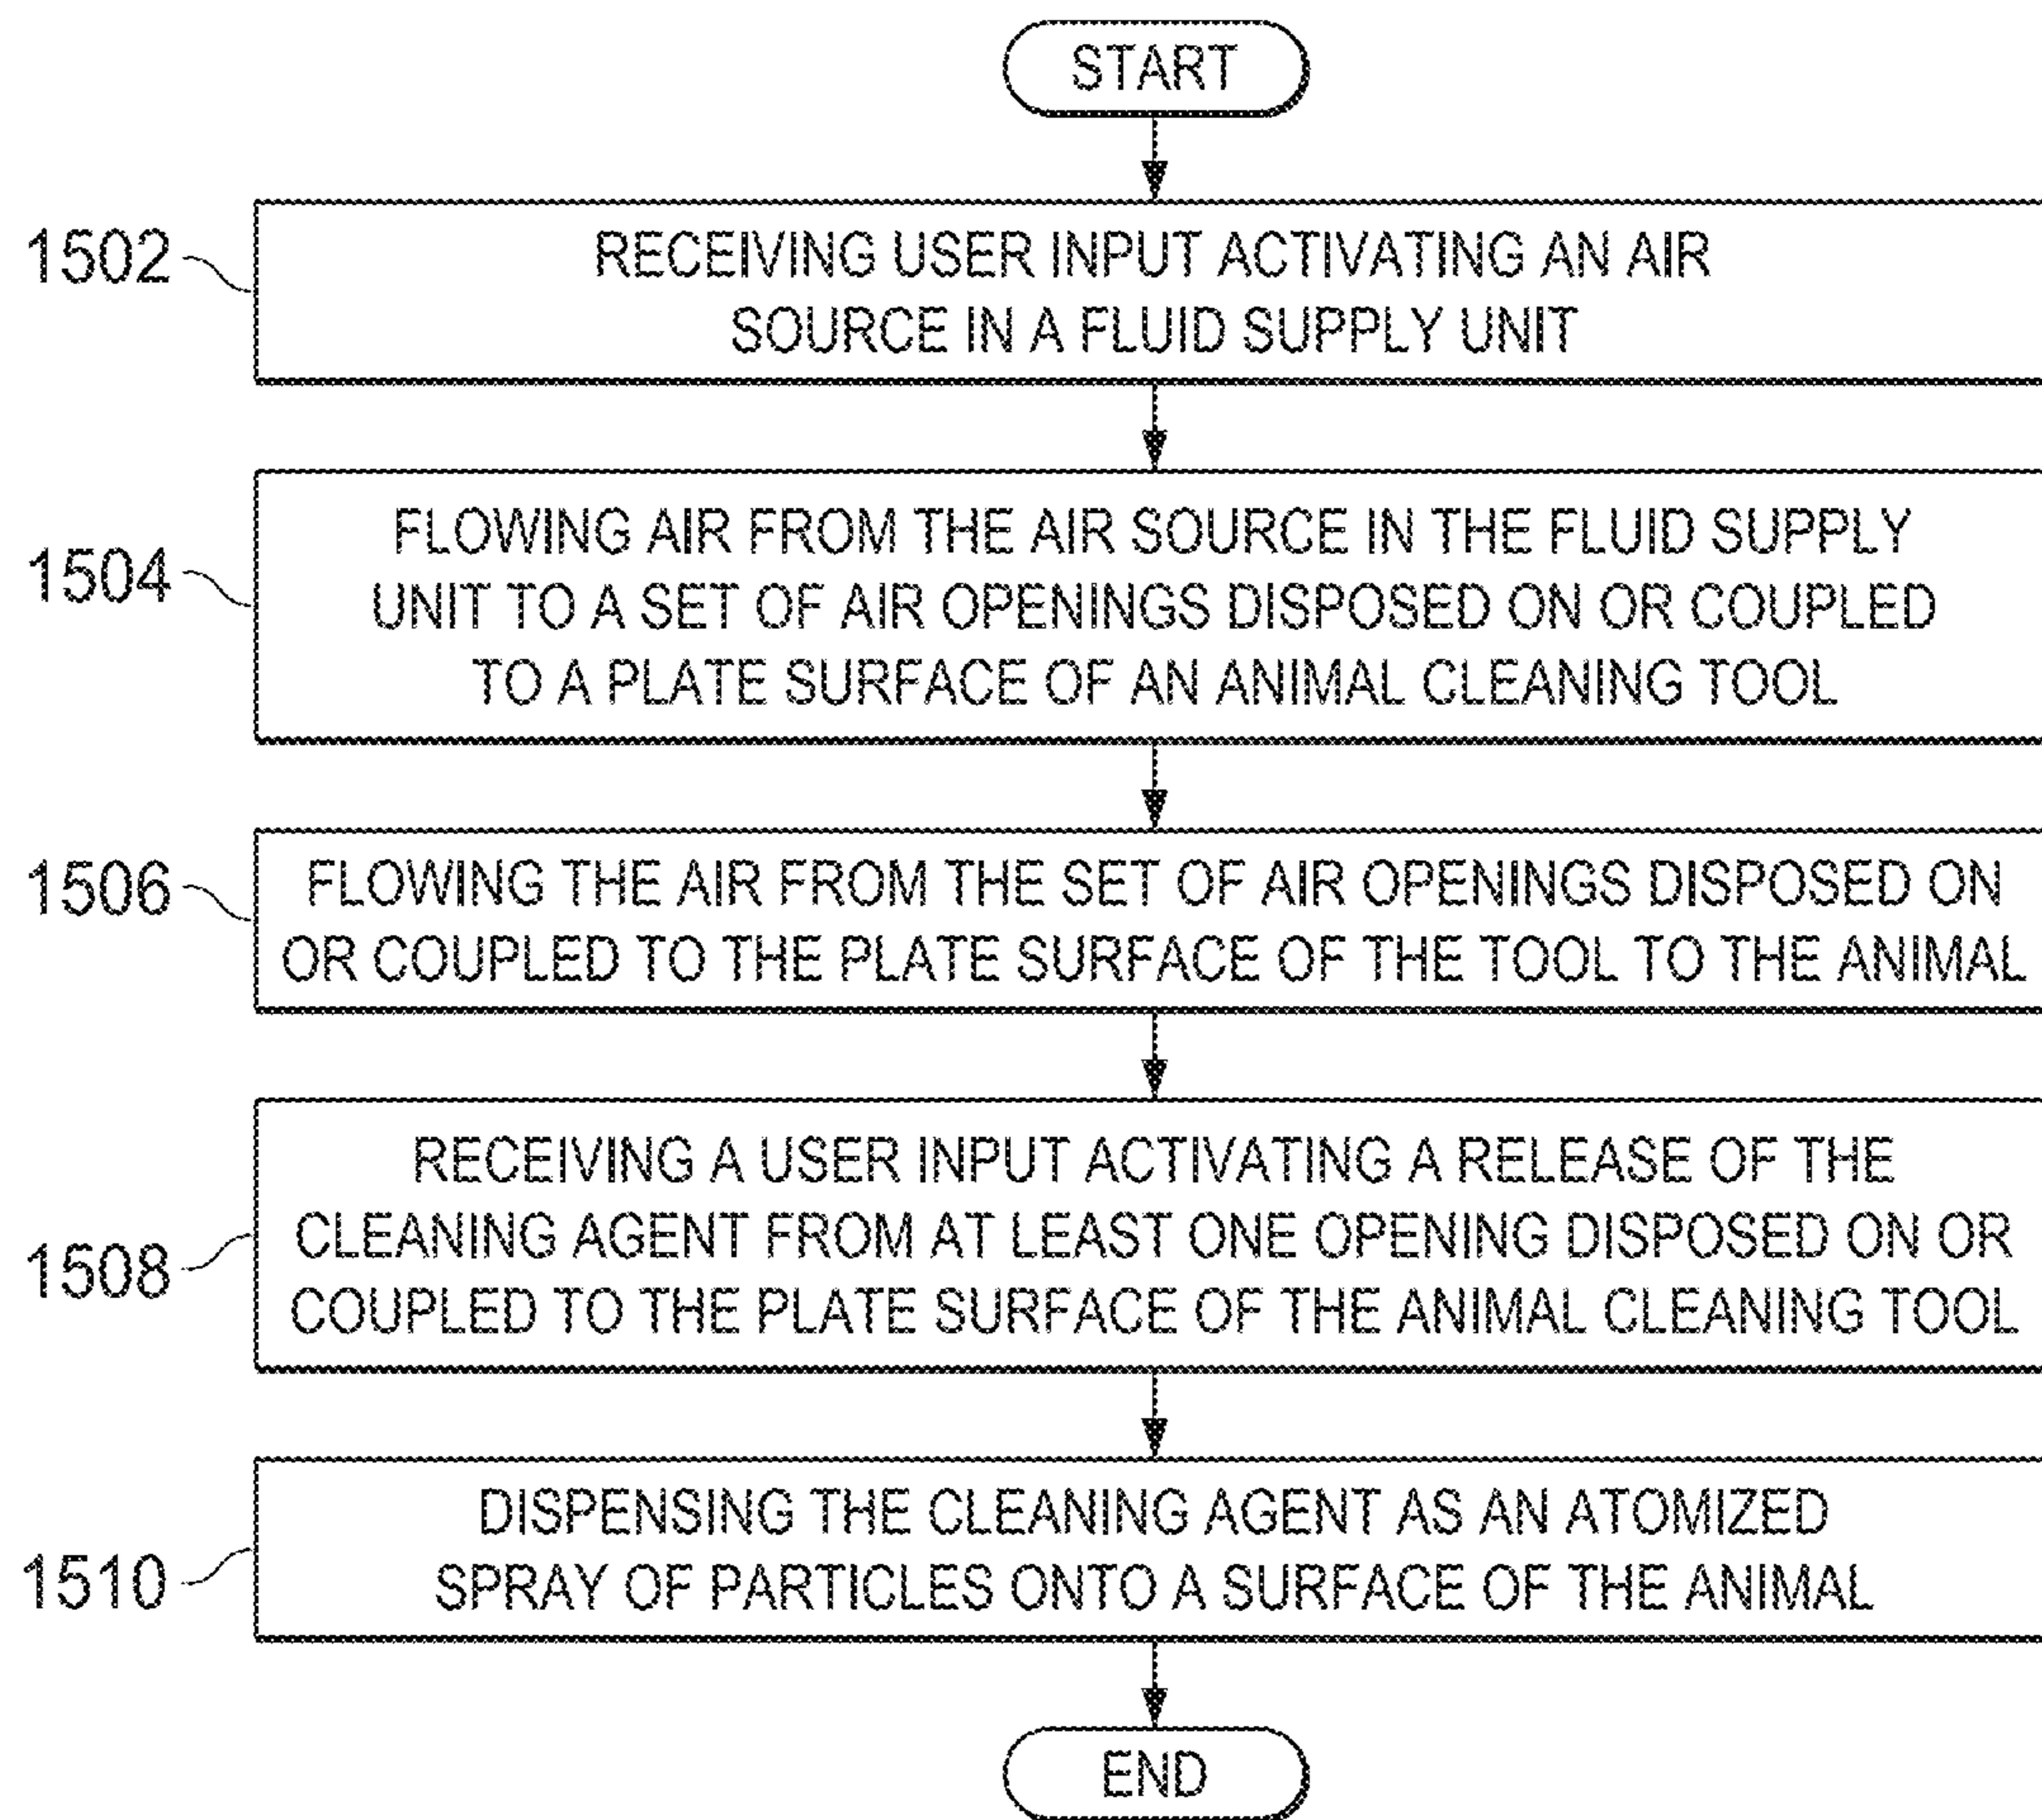 START
1502
RECEIVING USER INPUT ACTIVATING AN AIR
SOURCE IN A FLUID SUPPLY UNIT
1504
FLOWING AIR FROM THE AIR SOURCE IN THE FLUID SUPPLY
UNIT TO A SET OF AIR OPENINGS DISPOSED ON OR COUPLED
TO A PLATE SURFACE OF AN ANIMAL CLEANING TOOL
1506
FLOWING THE AIR FROM THE SET OF AIR OPENINGS DISPOSED ON
OR COUPLED TO THE PLATE SURFACE OF THE TOOL TO THE ANIMAL
1508
RECEIVING A USER INPUT ACTIVATING A RELEASE OF THE
CLEANING AGENT FROM AT LEAST ONE OPENING DISPOSED ON OR
COUPLED TO THE PLATE SURFACE OF THE ANIMAL CLEANING TOOL
1510
DISPENSING THE CLEANING AGENT AS AN ATOMIZED
SPRAY OF PARTICLES ONTO A SURFACE OF THE ANIMAL
END